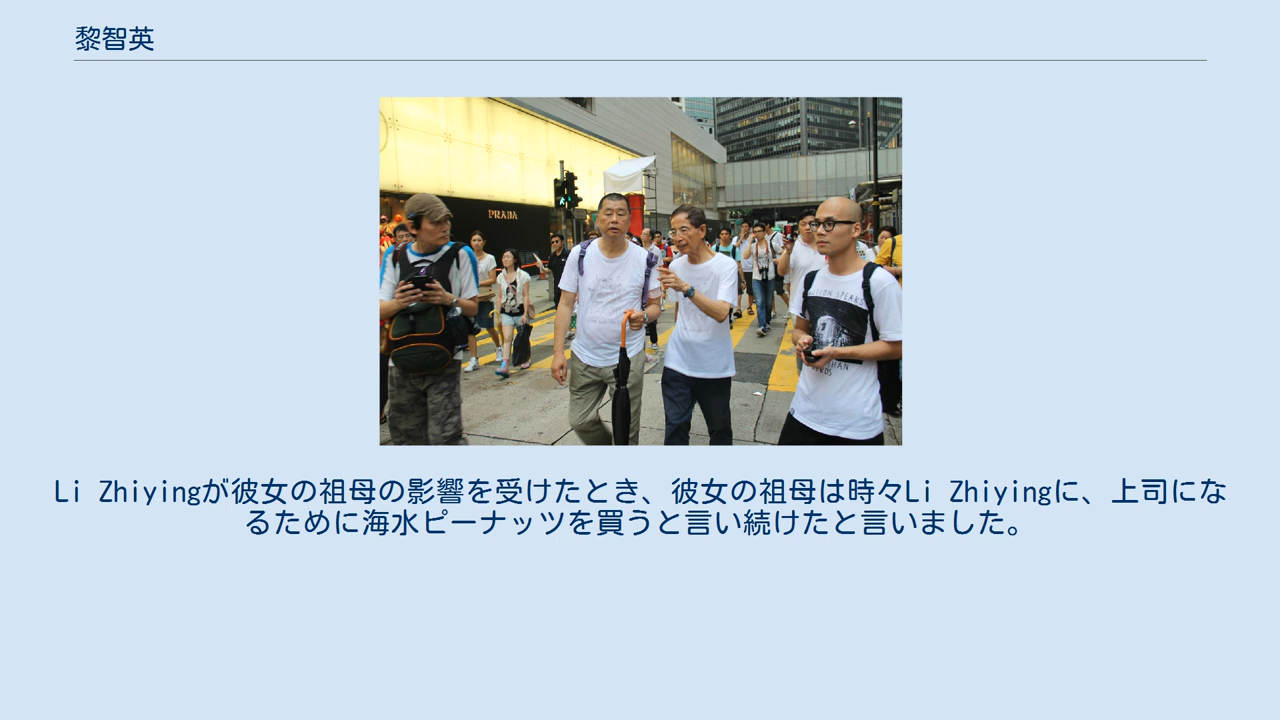 黎智英
PRADA
Li Zhiyingが彼女の祖母の影響を受けたとき、彼女の祖母は時々Li Zhiyingに、上司にな
るために海水ピーナッツを買うと言い続けたと言いました。